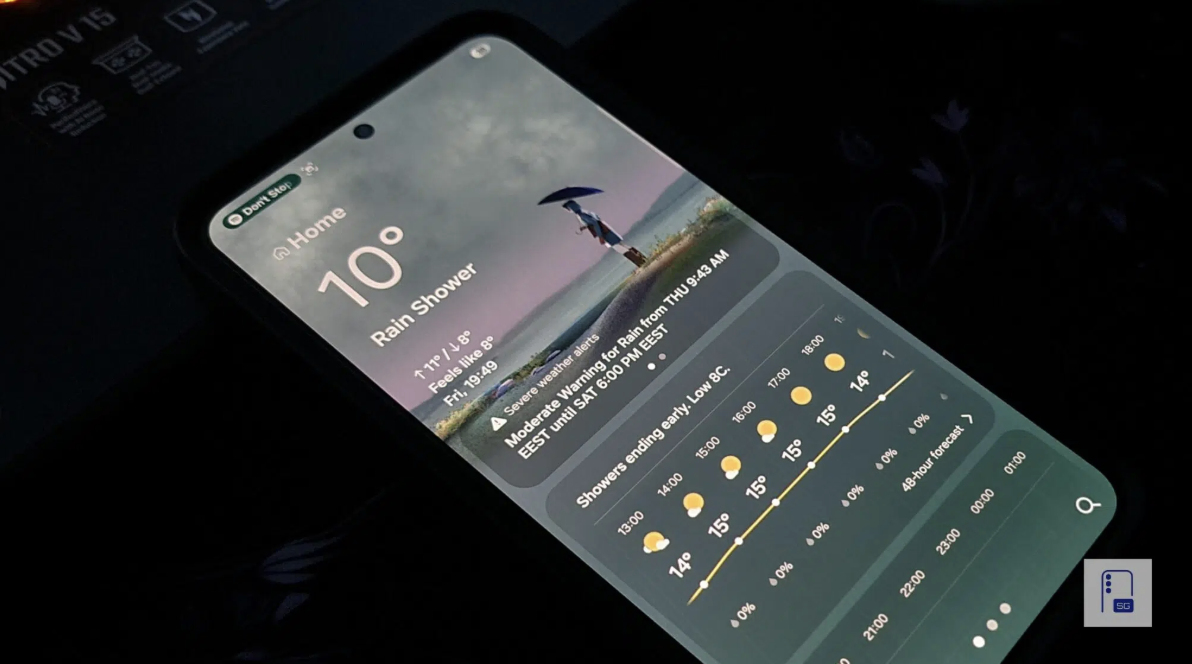 NITRO V 15
Don't Stop
Home
10°
Rain Shower
↑ 11° / ↓ 8°
Feels like 8°
Fri, 19:49
Severe weather alerts
Moderate Warning for Rain from THU 9:43 AM
EEST until SAT 6:00 PM EEST
Showers ending early. Low 8C.
13:00 14:00 15:00 16:00 17:00 18:00
14° 15° 15° 15° 15° 14°
0% 0% 0% 0% 0% 0%
48-hour forecast
21:00 22:00 23:00 00:00 01:00
5G